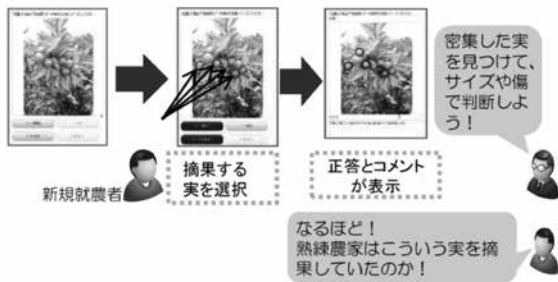 新規就農者
摘果する
実を選択
正答とコメント
が表示
密集した実
を見つけて、
サイズや傷
で判断しよ
う！
なるほど！
熟練農家はこういう実を摘
果していたのか！